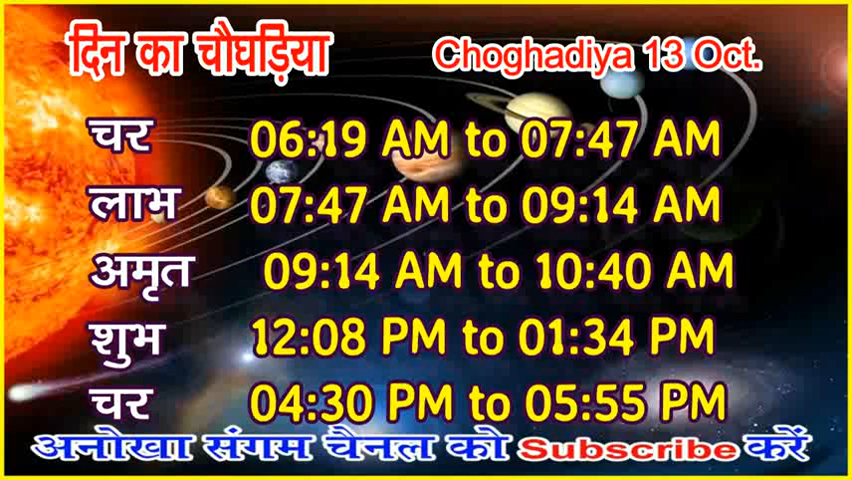 दिन का चौघड़िया Choghadiya 13 Oct.
चर 06:19 AM to 07:47 AM
लाभ 07:47 AM to 09:14 AM
अमृत 09:14 AM to 10:40 AM
शुभ 12:08 PM to 01:34 PM
चर 04:30 PM to 05:55 PM
अनोखा संगम चैनल को Subscribe करें